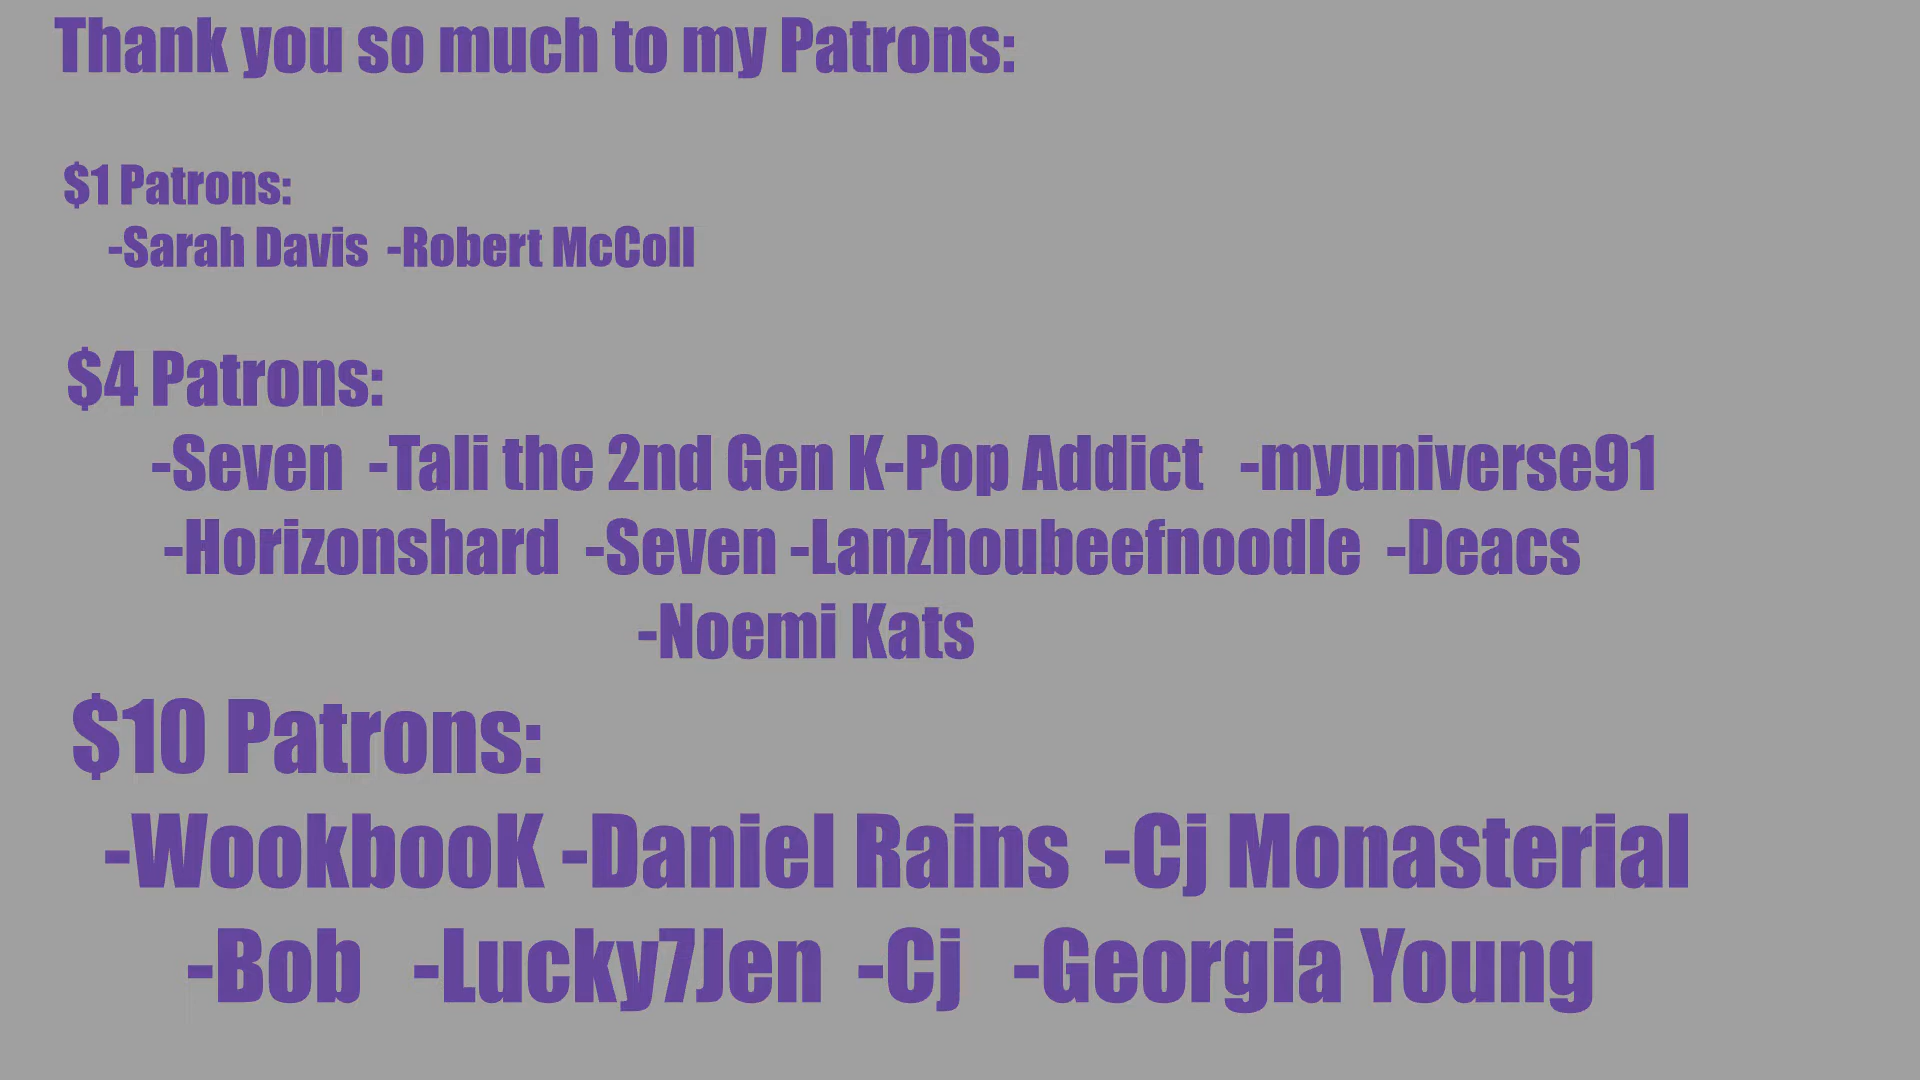 Thank you so much to my Patrons:
$1 Patrons:
-Sarah Davis -Robert McColl
$4 Patrons:
-Seven -Tali the 2nd Gen K-Pop Addict -myuniverse91
-Horizonshard -Seven -Lanzhoubeefnoodle -Deacs
-Noemi Kats
$10 Patrons:
-WookbooK -Daniel Rains -Cj Monasterial
-Bob -Lucky7Jen -Cj -Georgia Young